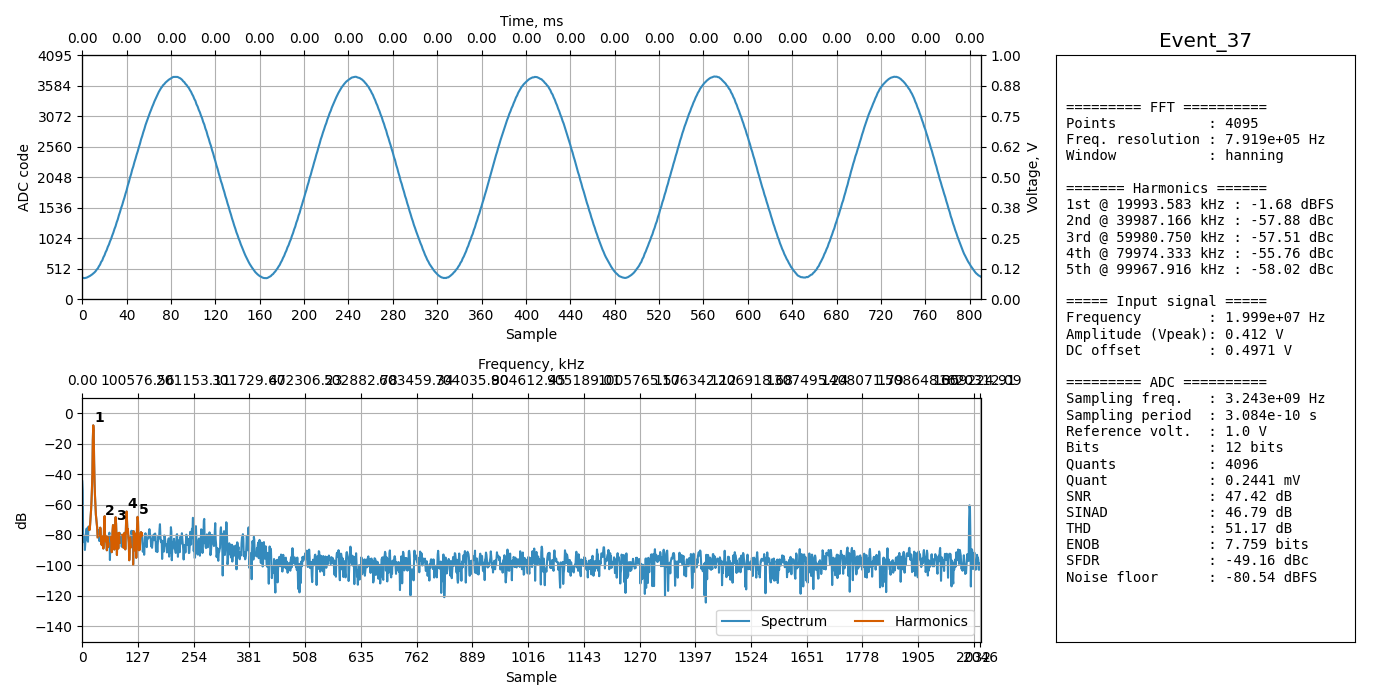 Time, ms
0.00 0.00 0.00 0.00 0.00 0.00 0.00 0.00 0.00 0.00 0.00 0.00 0.00 0.00 0.00 0.00 0.00 0.00 0.00 0.00 0.00
4095 3584 3072 2560 2048 1536 1024 512 0
ADC code
1.00 0.88 0.75 0.62 0.50 0.38 0.25 0.12 0.00
Voltage, V
0 40 80 120 160 200 240 280 320 360 400 440 480 520 560 600 640 680 720 760 800
Sample
Frequency, kHz
0.00 100576.56
0 −20 −40 −60 −80 −100 −120 −140
dB
1
2 3 4 5
Spectrum Harmonics
0 127 254 381 508 635 762 889 1016 1143 1270 1397 1524 1651 1778 1905
Sample
Event_37
========= FFT ==========
Points : 4095
Freq. resolution : 7.919e+05 Hz
Window : hanning
======= Harmonics ======
1st @ 19993.583 kHz : -1.68 dBFS
2nd @ 39987.166 kHz : -57.88 dBc
3rd @ 59980.750 kHz : -57.51 dBc
4th @ 79974.333 kHz : -55.76 dBc
5th @ 99967.916 kHz : -58.02 dBc
===== Input signal =====
Frequency : 1.999e+07 Hz
Amplitude (Vpeak): 0.412 V
DC offset : 0.4971 V
========= ADC ==========
Sampling freq. : 3.243e+09 Hz
Sampling period : 3.084e-10 s
Reference volt. : 1.0 V
Bits : 12 bits
Quants : 4096
Quant : 0.2441 mV
SNR : 47.42 dB
SINAD : 46.79 dB
THD : 51.17 dB
ENOB : 7.759 bits
SFDR : -49.16 dBc
Noise floor : -80.54 dBFS